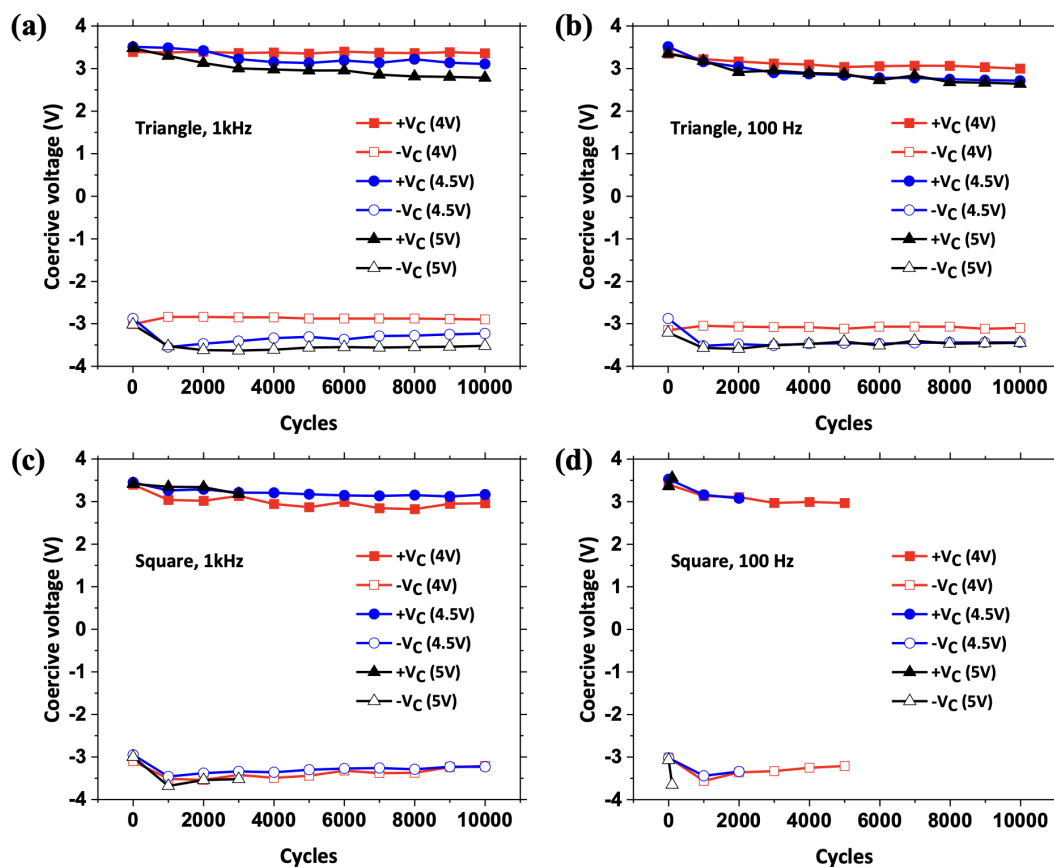 (a)
4
3
2
1
0
-1
-2
-3
-4
Coercive voltage (V)
Triangle, 1kHz
+VC (4V)
-VC (4V)
+VC (4.5V)
-VC (4.5V)
+VC (5V)
-VC (5V)
0 2000 4000 6000 8000 10000
Cycles
(b)
4
3
2
1
0
-1
-2
-3
-4
Coercive voltage (V)
Triangle, 100 Hz
+VC (4V)
-VC (4V)
+VC (4.5V)
-VC (4.5V)
+VC (5V)
-VC (5V)
0 2000 4000 6000 8000 10000
Cycles
(c)
4
3
2
1
0
-1
-2
-3
-4
Coercive voltage (V)
Square, 1kHz
+VC (4V)
-VC (4V)
+VC (4.5V)
-VC (4.5V)
+VC (5V)
-VC (5V)
0 2000 4000 6000 8000 10000
Cycles
(d)
4
3
2
1
0
-1
-2
-3
-4
Coercive voltage (V)
Square, 100 Hz
+VC (4V)
-VC (4V)
+VC (4.5V)
-VC (4.5V)
+VC (5V)
-VC (5V)
0 2000 4000 6000 8000 10000
Cycles